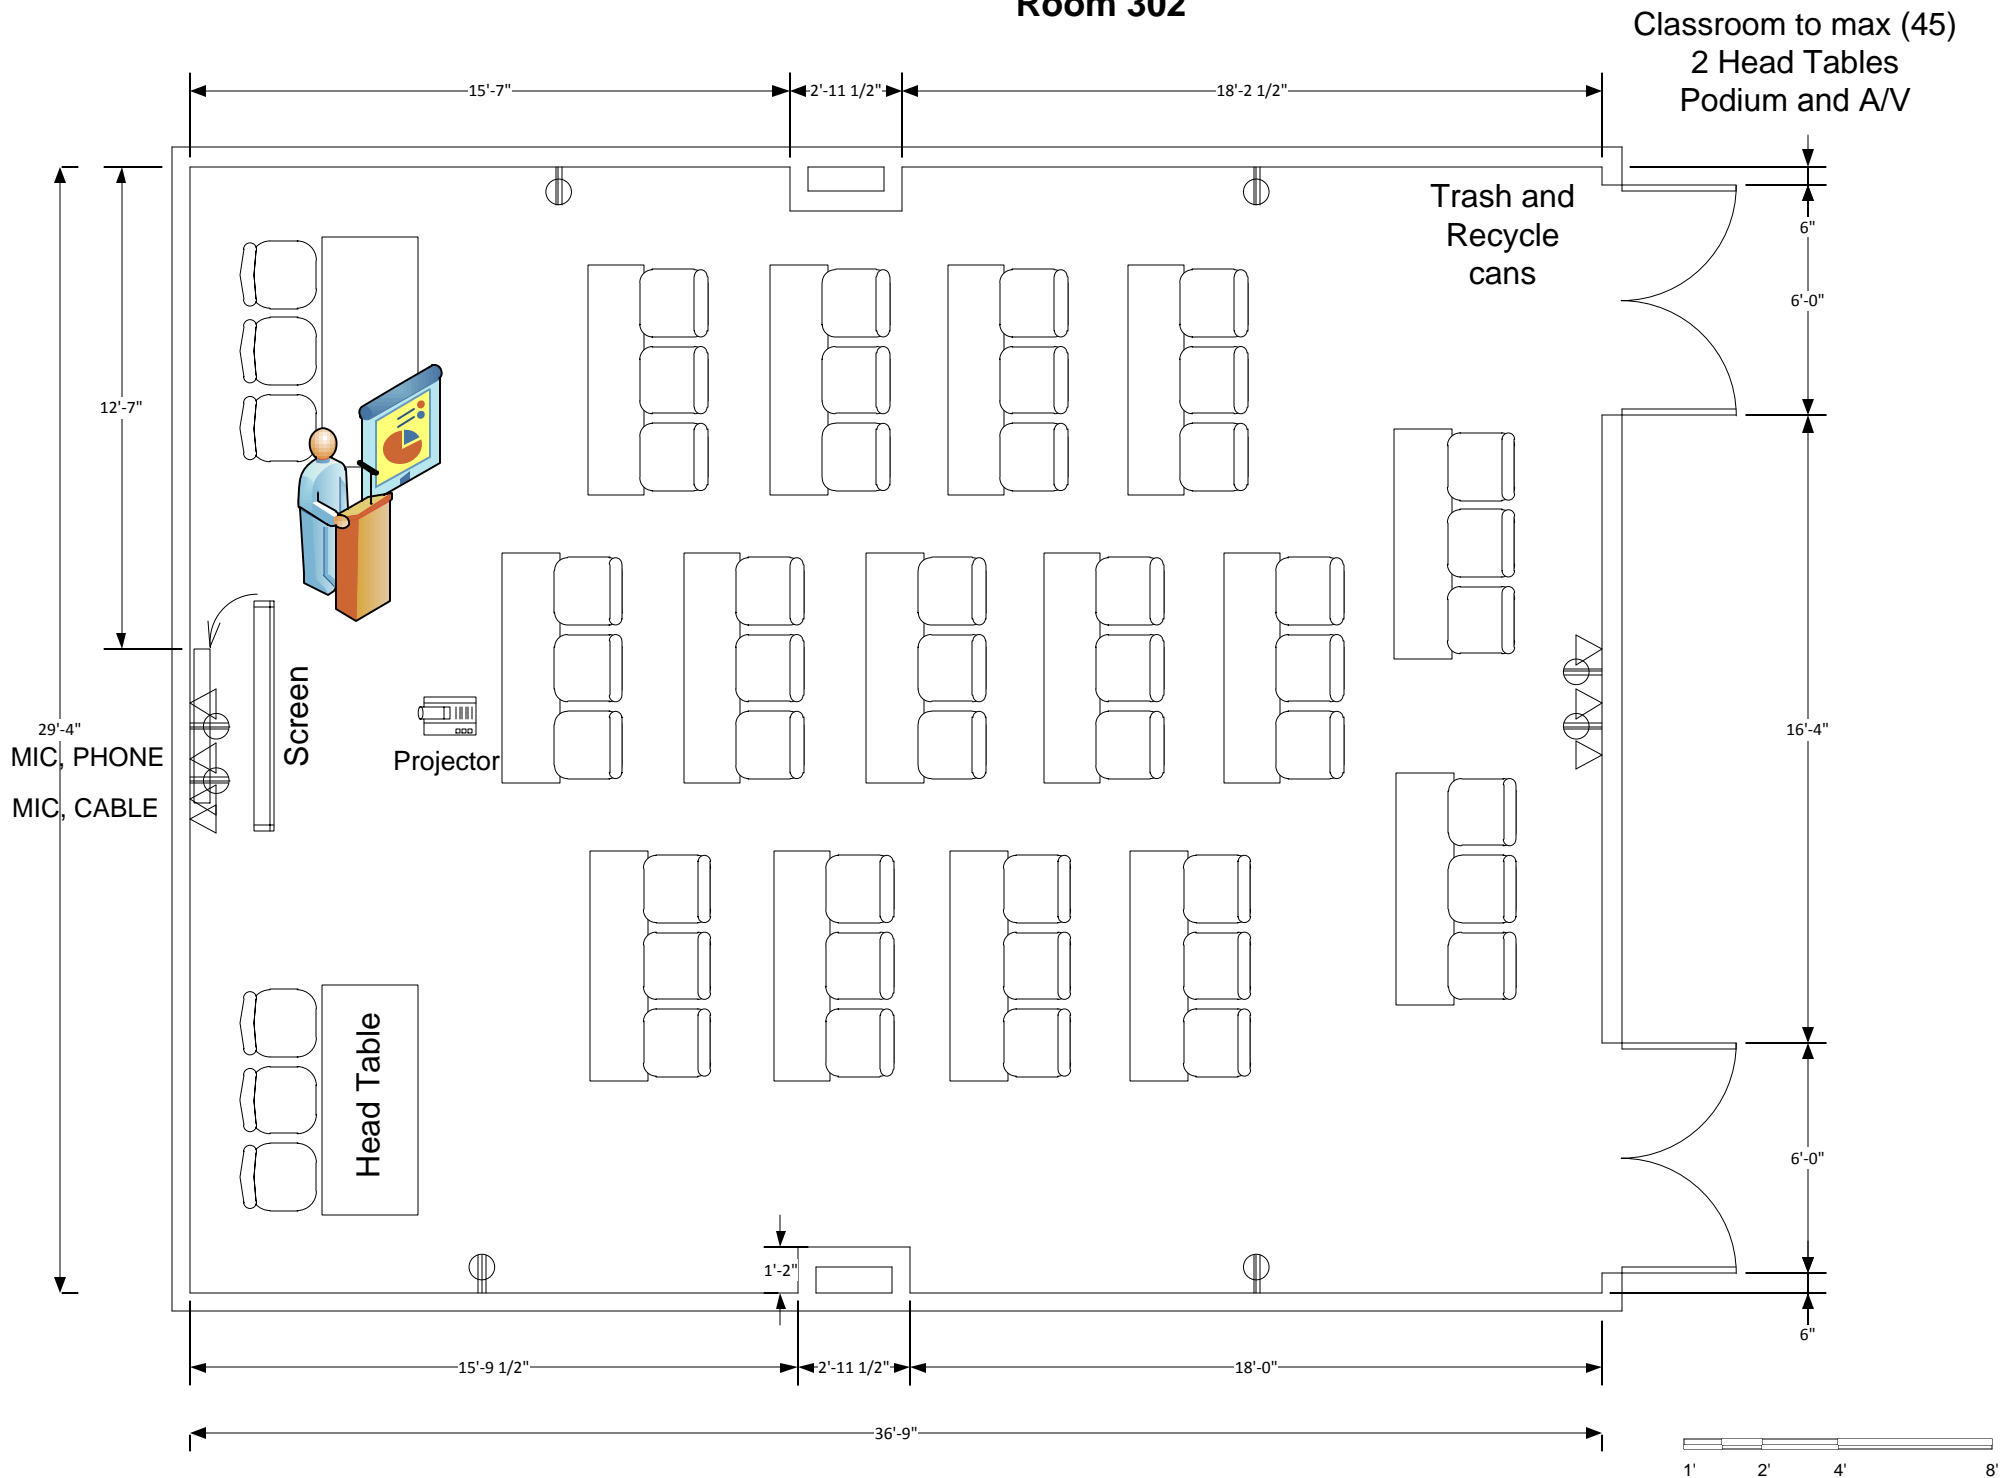 Room 302
Classroom to max (45)
2 Head Tables
Podium and A/V
15'-7"
2'-11 1/2"
18'-2 1/2"
Trash and
Recycle
cans
6"
6'-0"
12'-7"
29'-4"
MIC, PHONE
MIC, CABLE
Screen
Projector
16'-4"
Head Table
6'-0"
1'-2"
6"
15'-9 1/2"
2'-11 1/2"
18'-0"
36'-9"
1' 2' 4' 8'